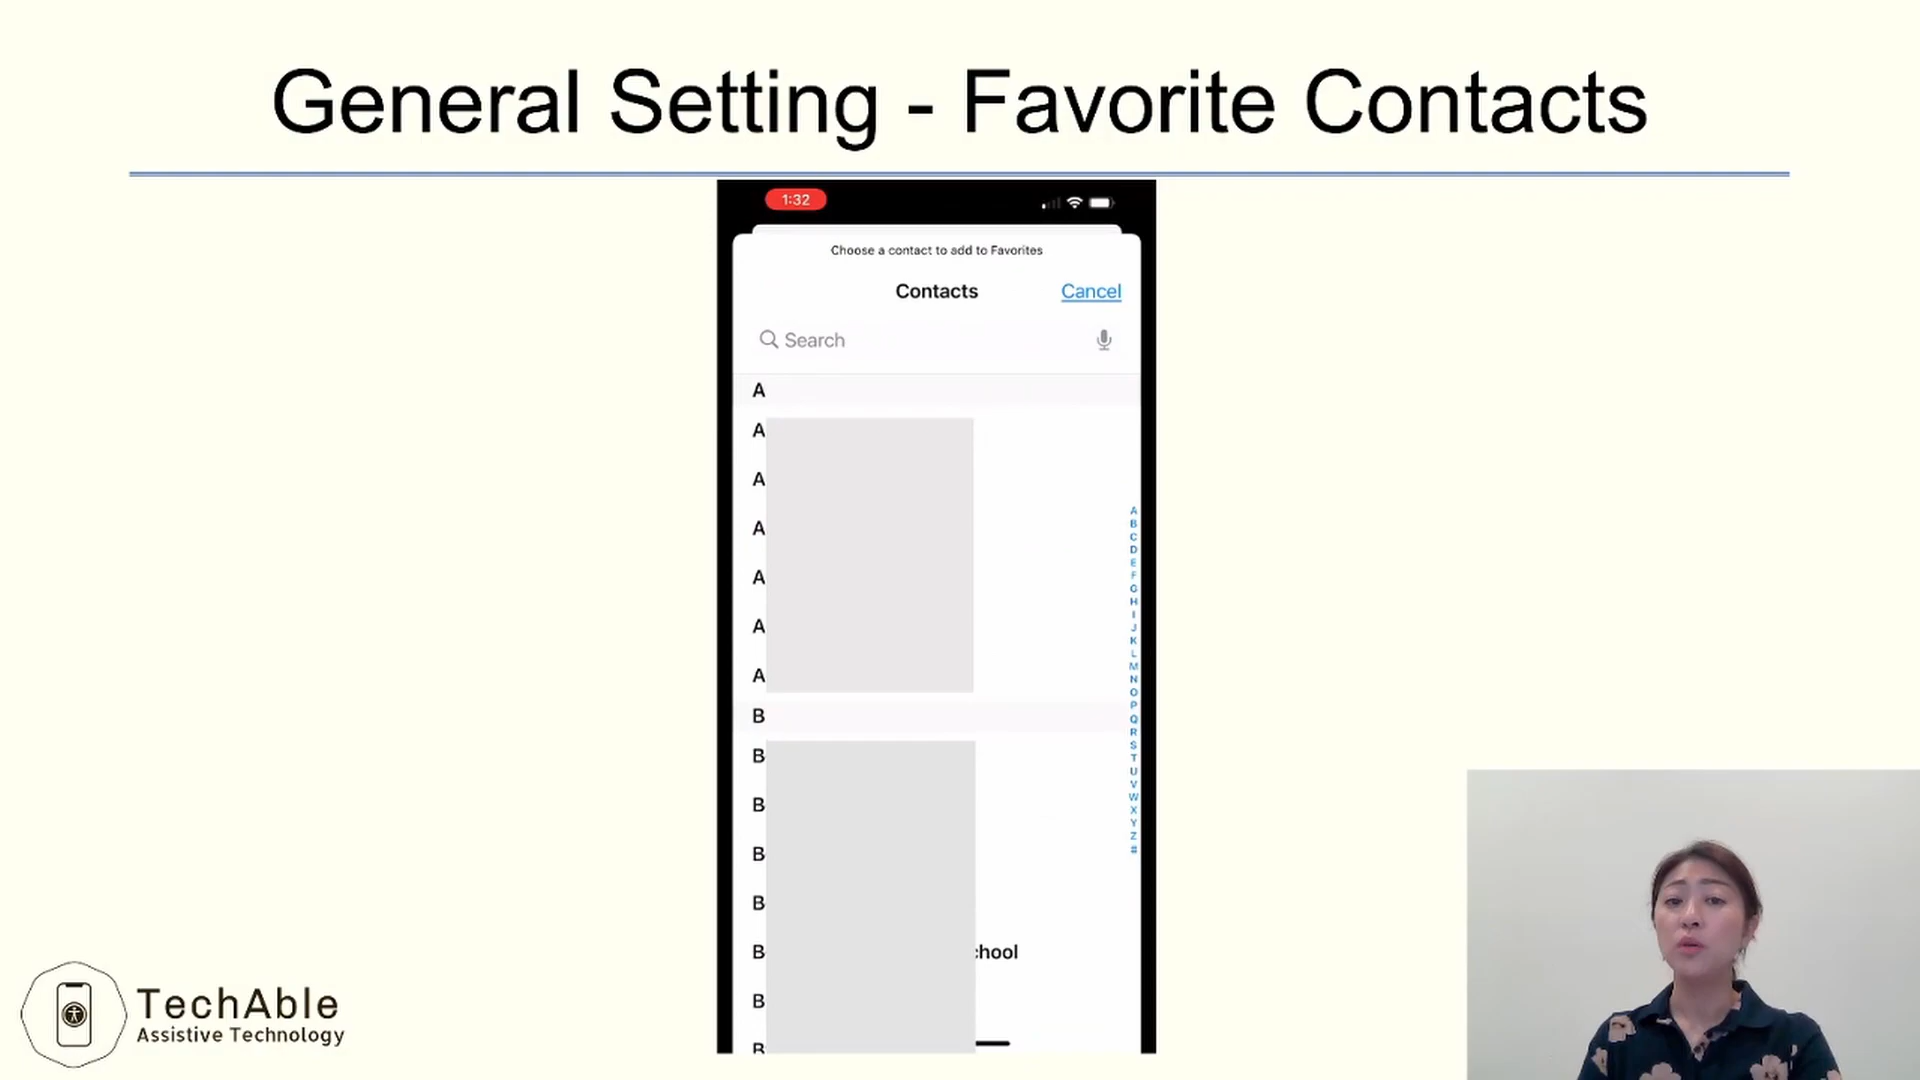 General Setting - Favorite Contacts
1:32
Choose a contact to add to Favorites
Contacts
Cancel
Search
A
A
A
A
A
A
A
B
B
B
B
B
B
chool
B
B
A
B
C
D
E
F
G
H
I
J
K
L
M
N
O
P
Q
R
S
T
U
V
W
X
Y
Z
#
TechAble
Assistive Technology